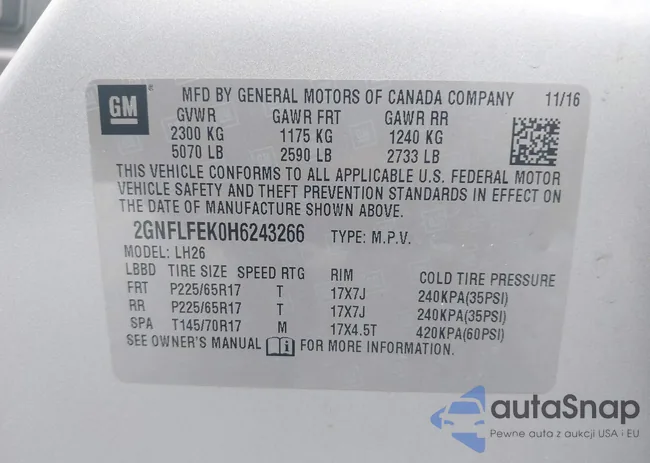 GM
MFD BY GENERAL MOTORS OF CANADA COMPANY 11/16
GVWR GAWR FRT GAWR RR
2300 KG 1175 KG 1240 KG
5070 LB 2590 LB 2733 LB
THIS VEHICLE CONFORMS TO ALL APPLICABLE U.S. FEDERAL MOTOR
VEHICLE SAFETY AND THEFT PREVENTION STANDARDS IN EFFECT ON
THE DATE OF MANUFACTURE SHOWN ABOVE.
2GNFLFEK0H6243266 TYPE: M.P.V.
MODEL: LH26
LBBD TIRE SIZE SPEED RTG RIM COLD TIRE PRESSURE
FRT P225/65R17 T 17X7J 240KPA(35PSI)
RR P225/65R17 T 17X7J 240KPA(35PSI)
SPA T145/70R17 M 17X4.5T 420KPA(60PSI)
SEE OWNER'S MANUAL FOR MORE INFORMATION.
autaSnap
Pewne auta z aukcji USA i EU